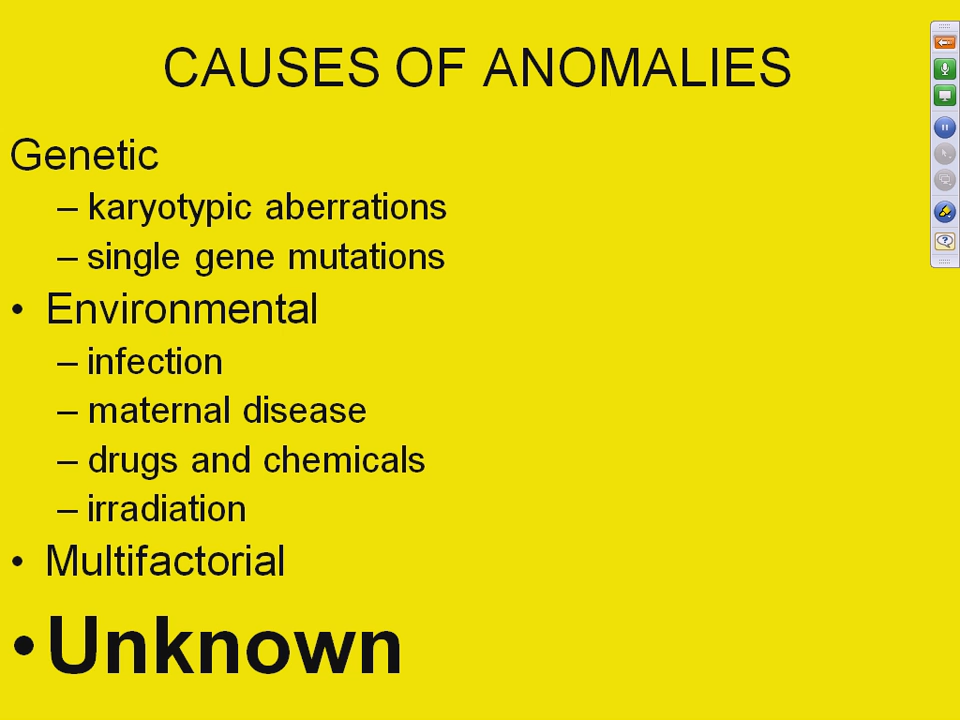 CAUSES OF ANOMALIES
Genetic
– karyotypic aberrations
– single gene mutations
• Environmental
– infection
– maternal disease
– drugs and chemicals
– irradiation
• Multifactorial
• Unknown